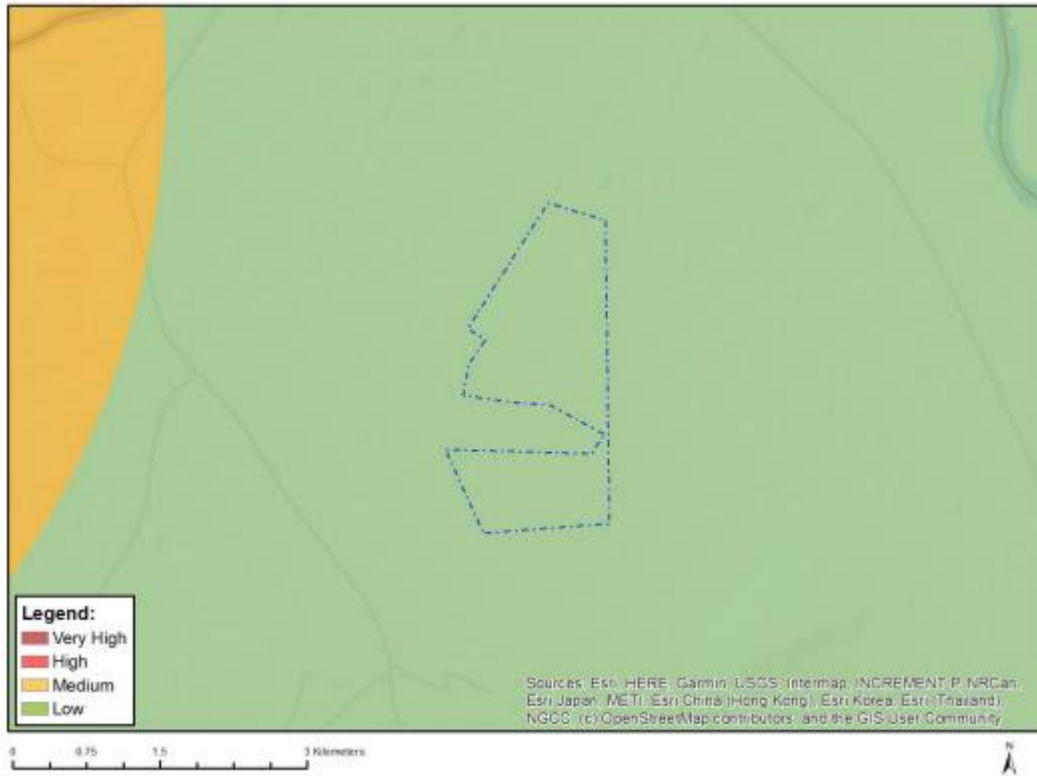 Legend:
Very High
High
Medium
Low
Sources: Esri, HERE, Garmin, USGS, Intermap, INCREMENT P, NRCan,
Esri Japan, METI, Esri China (Hong Kong), Esri Korea, Esri (Thailand),
NGCC, (c) OpenStreetMap contributors, and the GIS User Community
0 0.75 1.5 3 Kilometers
N